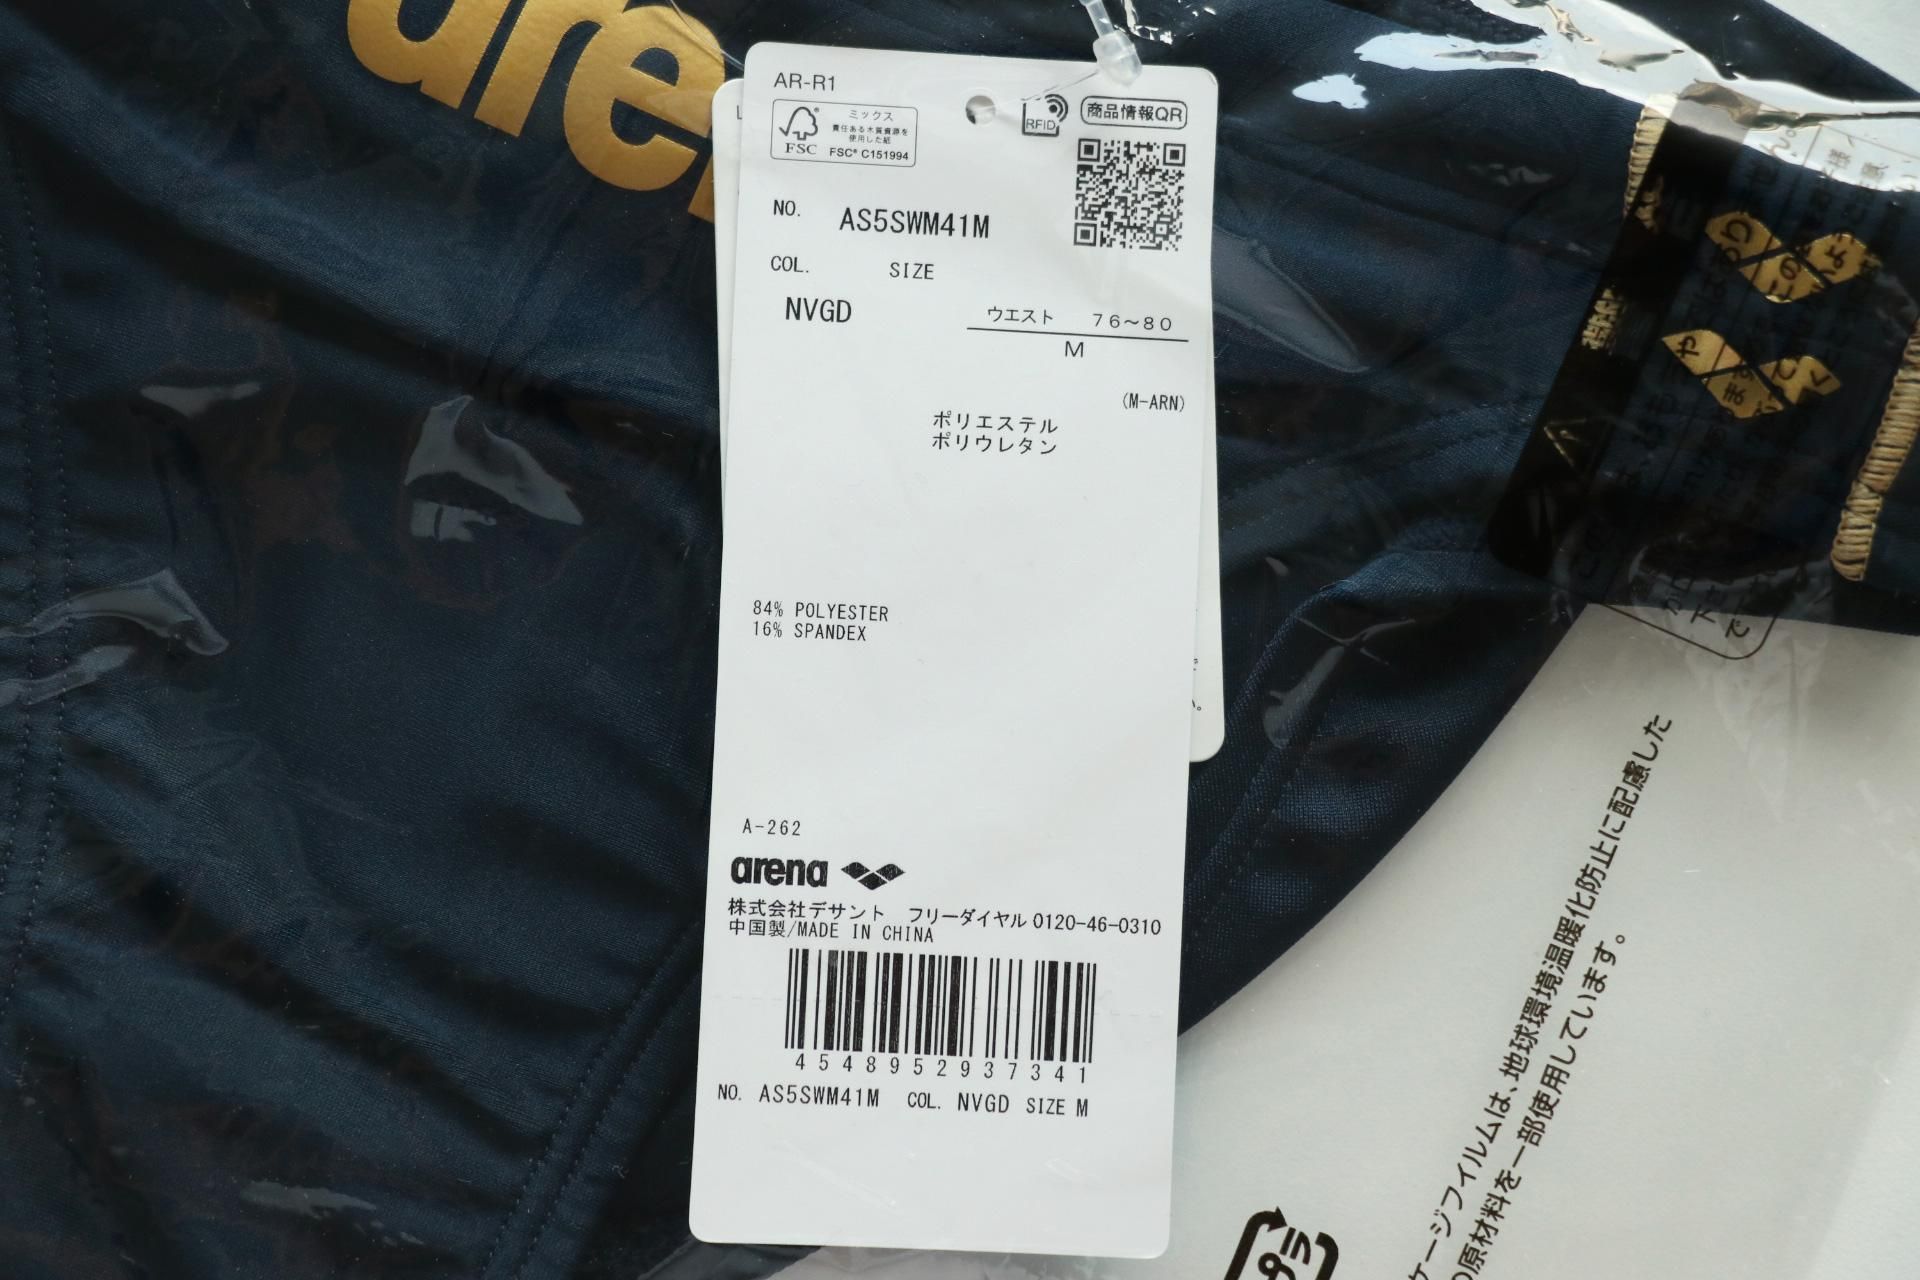 AR-R1
FSC
ミックス
責任ある木質資源を
使用した紙
FSC® C151994
RFID
商品情報QR
NO. AS5SWM41M
COL. SIZE
NVGD
ウエスト 76~80
M
(M-ARN)
ポリエステル
ポリウレタン
84% POLYESTER
16% SPANDEX
A-262
arena
株式会社デサント フリーダイヤル 0120-46-0310
中国製/MADE IN CHINA
4548952937341
NO. AS5SWM41M COL. NVGD SIZE M
ケージフィルムは、地球環境温暖化防止に配慮した
の原材料を一部使用しています。
プラ